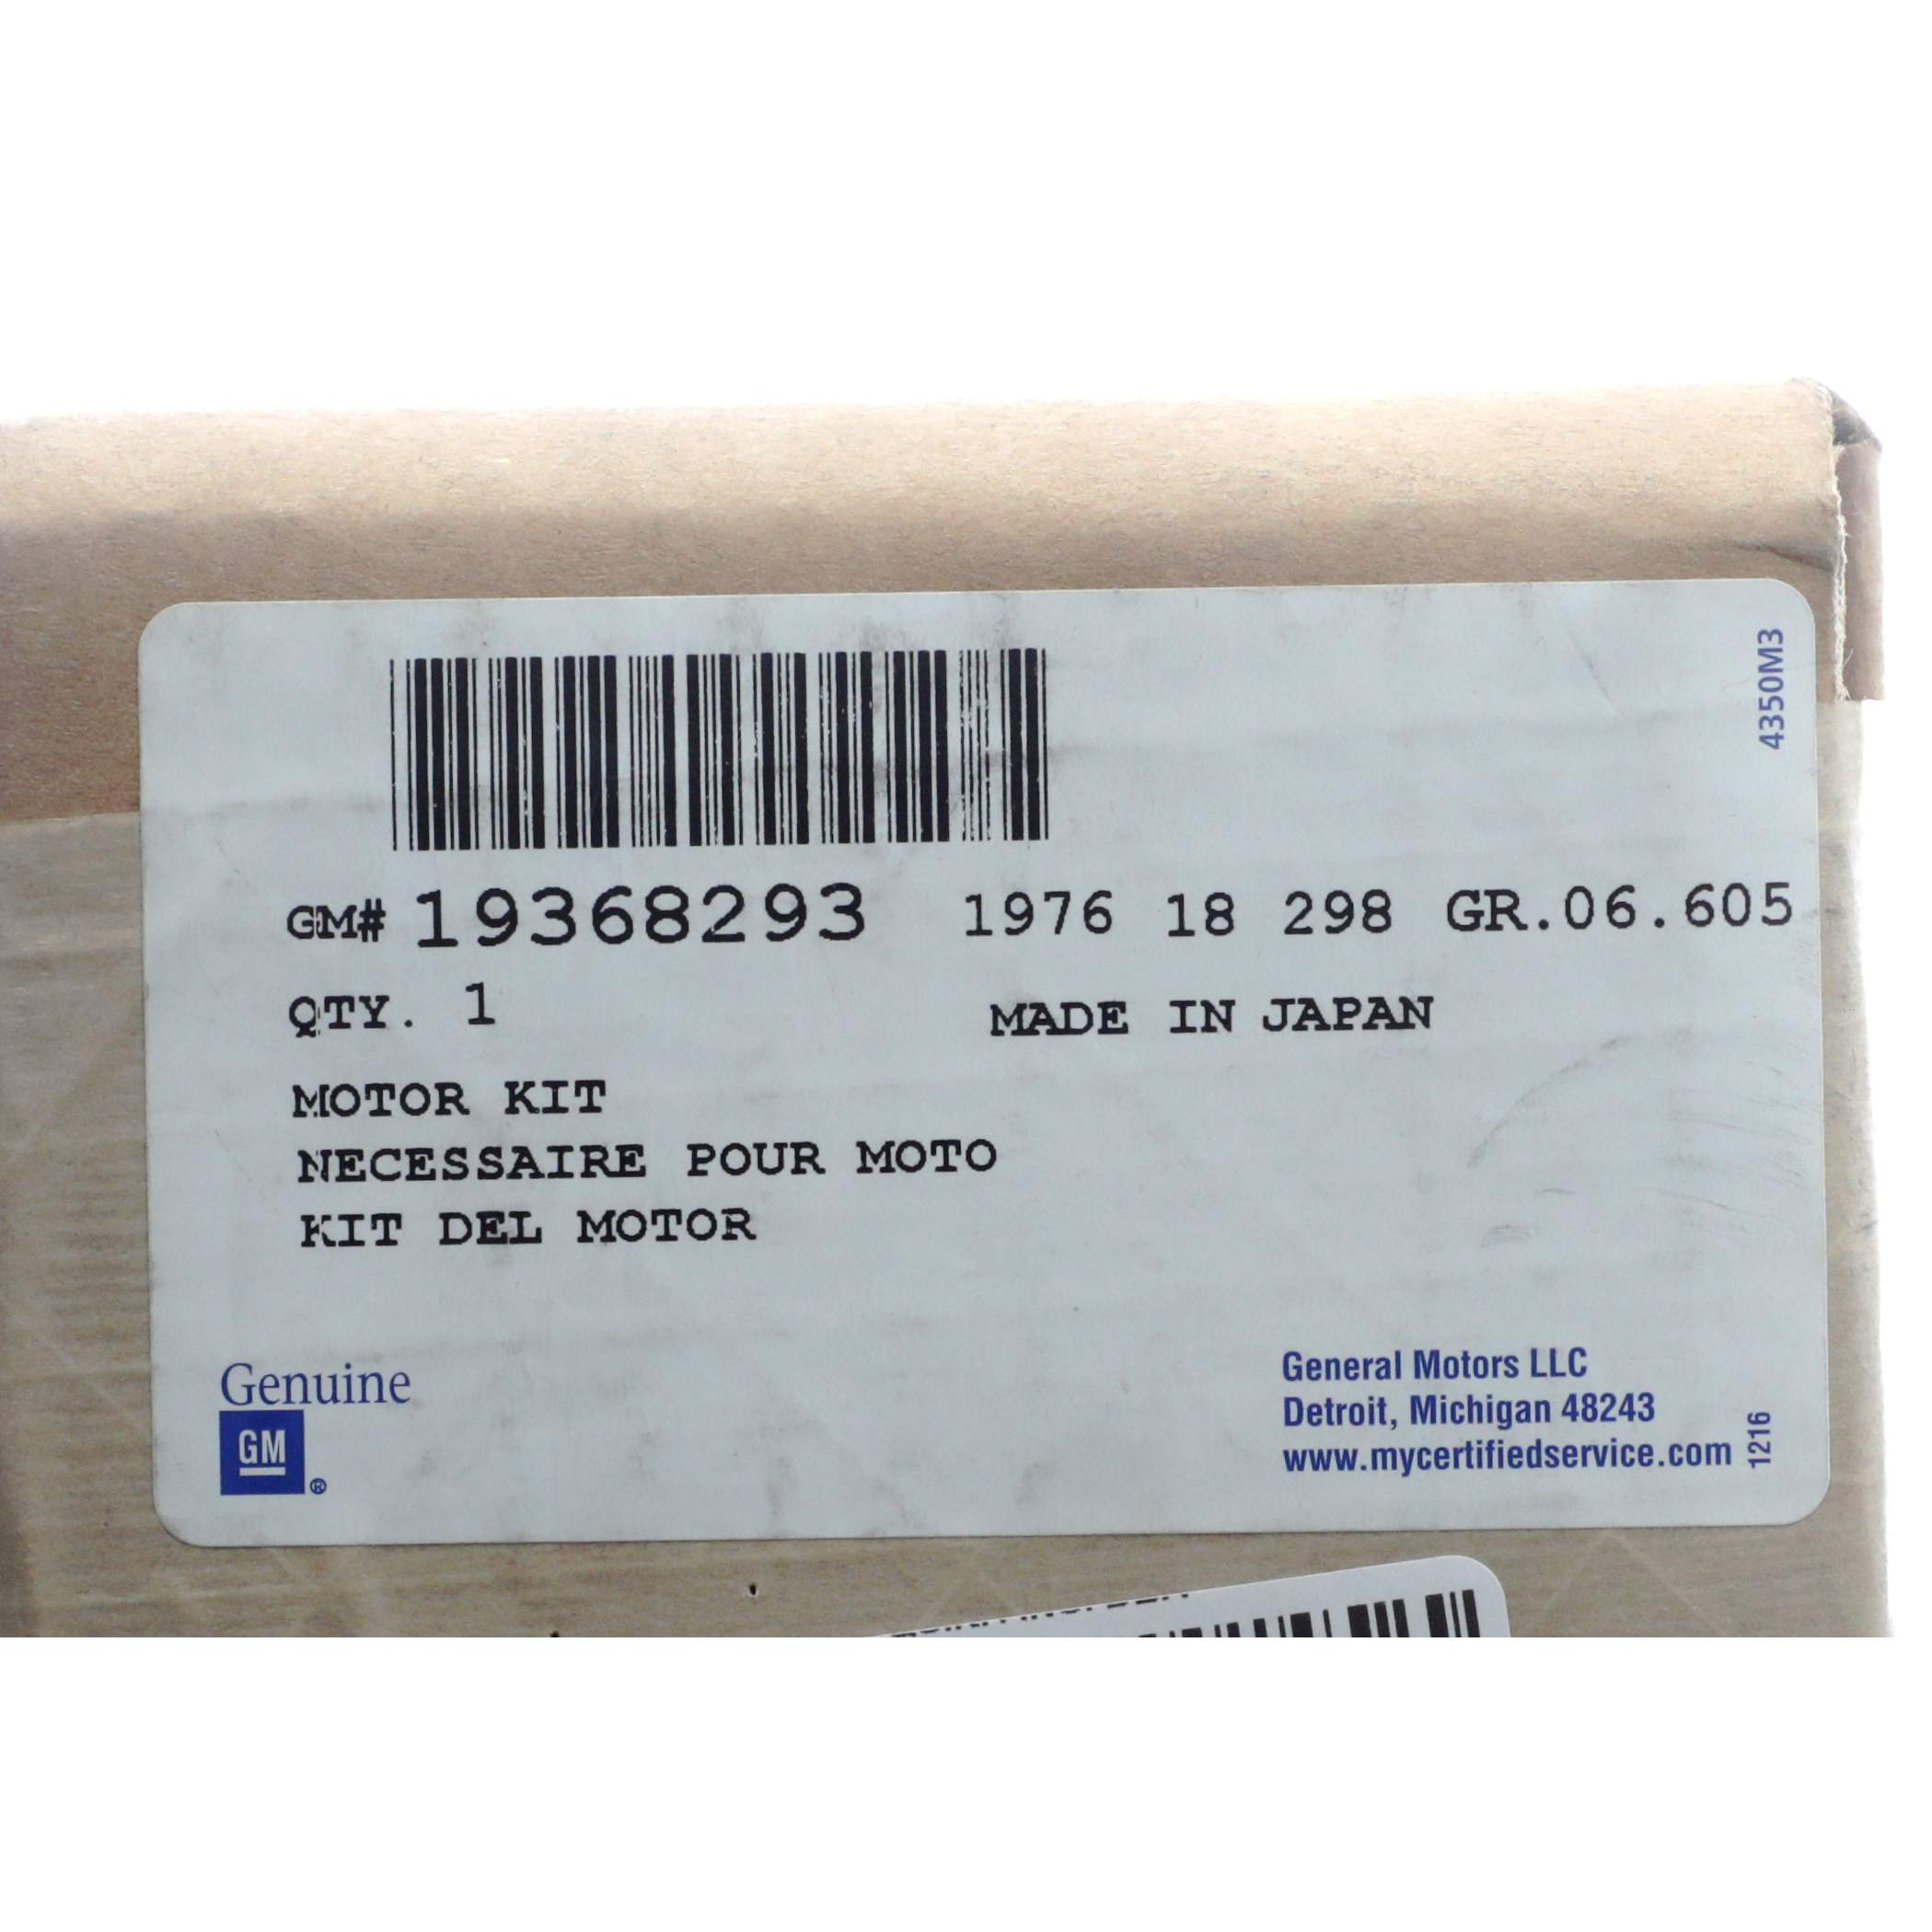 4350M3
GM# 19368293 1976 18 298 GR.06.605
QTY. 1 MADE IN JAPAN
MOTOR KIT
NECESSAIRE POUR MOTO
KIT DEL MOTOR
Genuine
GM
®
General Motors LLC
Detroit, Michigan 48243
www.mycertifiedservice.com
1216